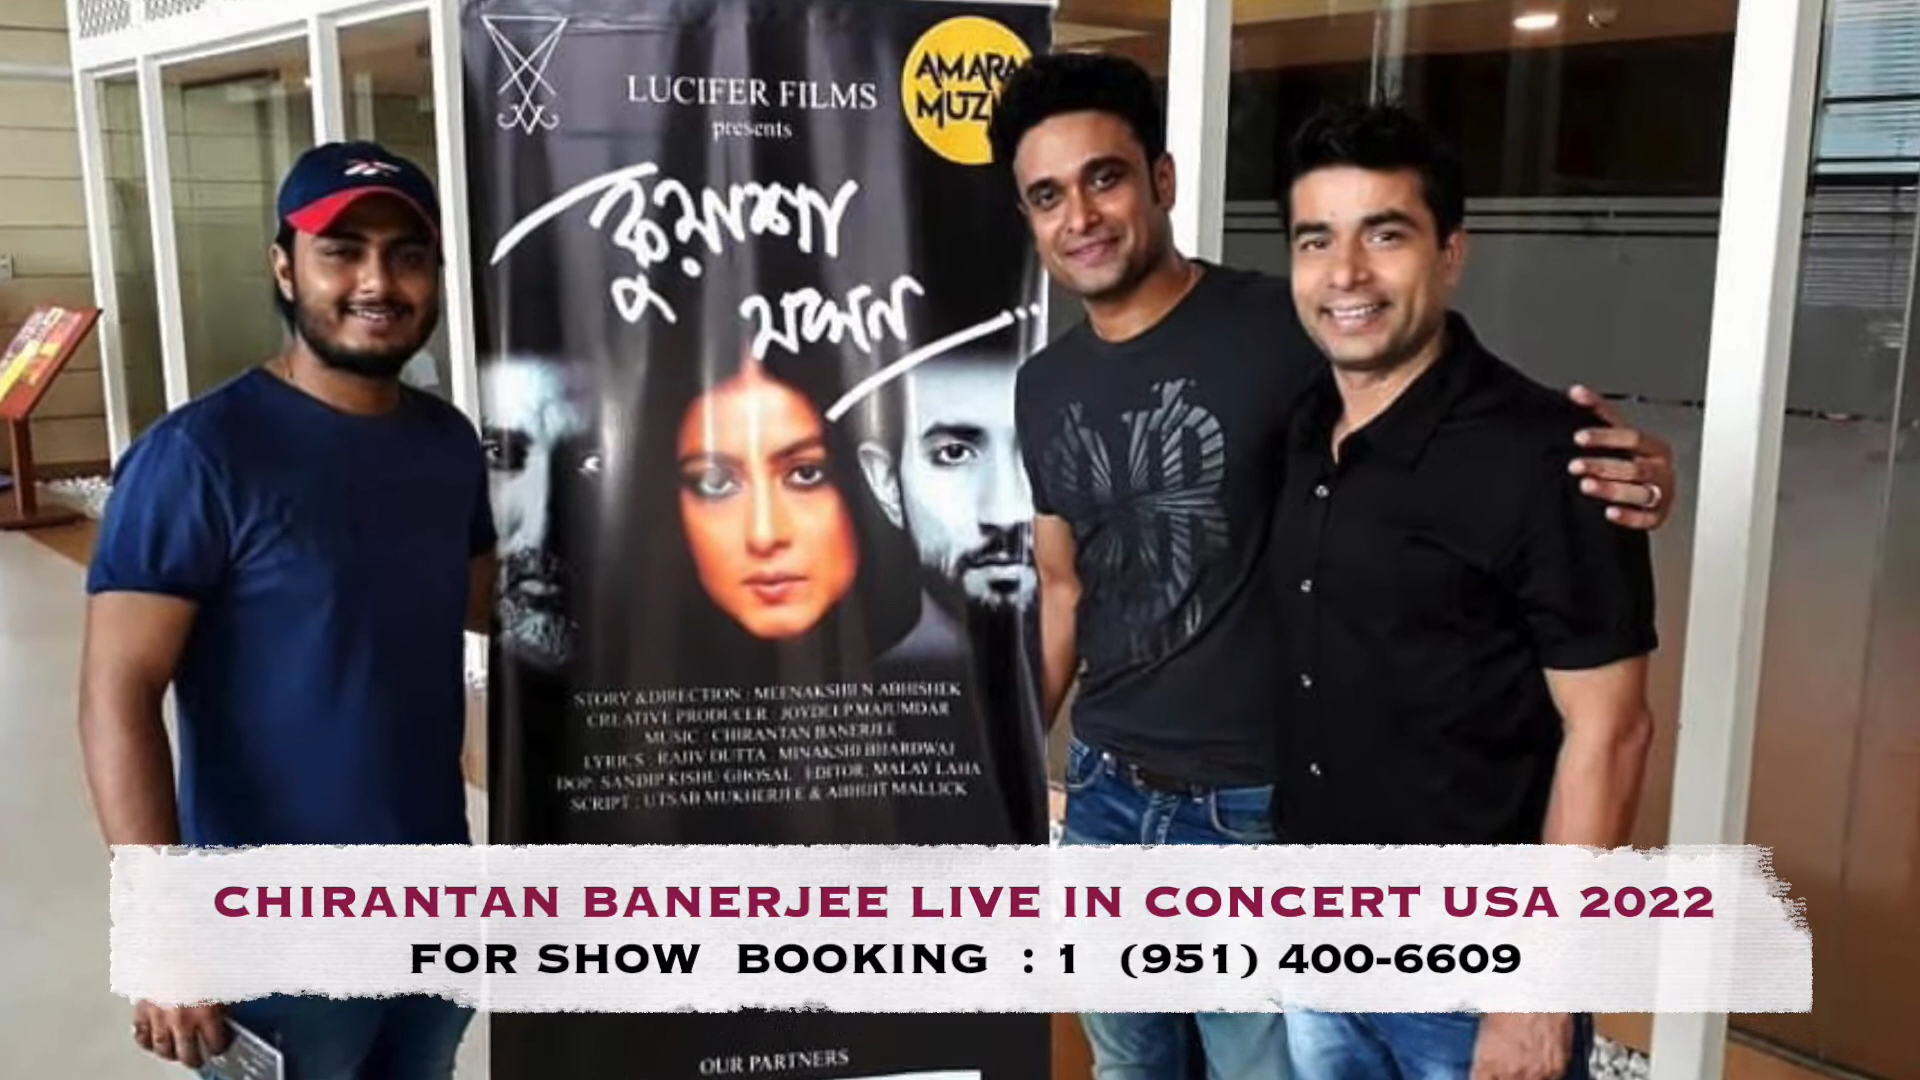 AMARA
MUZ
LUCIFER FILMS
presents
কুয়াশা
যখন...
STORY & DIRECTION : MEENAKSHII N ABHISHEK
CREATIVE PRODUCER : JOYDEEP MAJUMDAR
MUSIC : CHIRANTAN BANERJEE
LYRICS : RAJIV DUTTA MINAKSHI BHARDWAJ
DOP: SANDIP KISHU GHOSAL EDITOR: MALAY LAHA
SCRIPT : UTSAB MUKHERJEE & ABHIJIT MALLICK
CHIRANTAN BANERJEE LIVE IN CONCERT USA 2022
FOR SHOW BOOKING : 1 (951) 400-6609
OUR PARTNERS